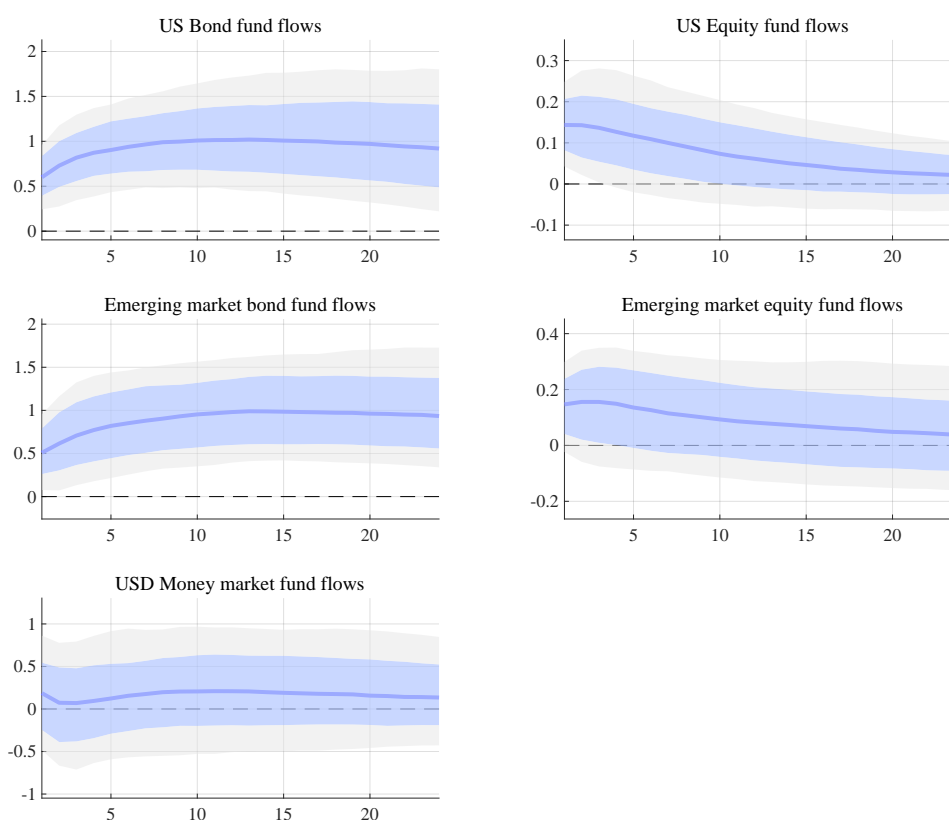 US Bond fund flows
2
1.5
1
0.5
0
5 10 15 20
US Equity fund flows
0.3
0.2
0.1
0
-0.1
5 10 15 20
Emerging market bond fund flows
2
1.5
1
0.5
0
5 10 15 20
Emerging market equity fund flows
0.4
0.2
0
-0.2
5 10 15 20
USD Money market fund flows
1
0.5
0
-0.5
-1
5 10 15 20